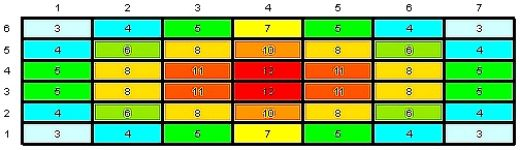 1 2 3 4 5 6 7
6 3 4 5 7 5 4 3
5 4 6 8 10 8 6 4
4 5 8 11 13 11 8 5
3 5 8 11 13 11 8 5
2 4 6 8 10 8 6 4
1 3 4 5 7 5 4 3